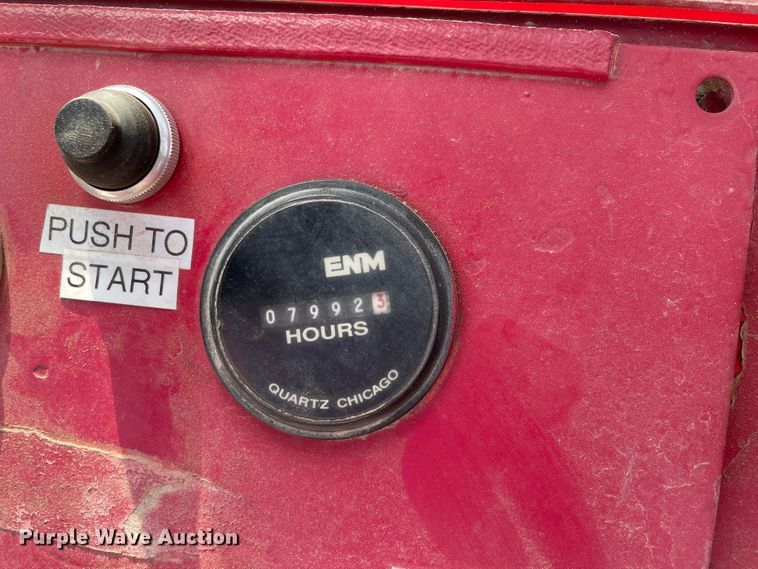 PUSH TO
START
ENM
079923
HOURS
QUARTZ CHICAGO
Purple Wave Auction